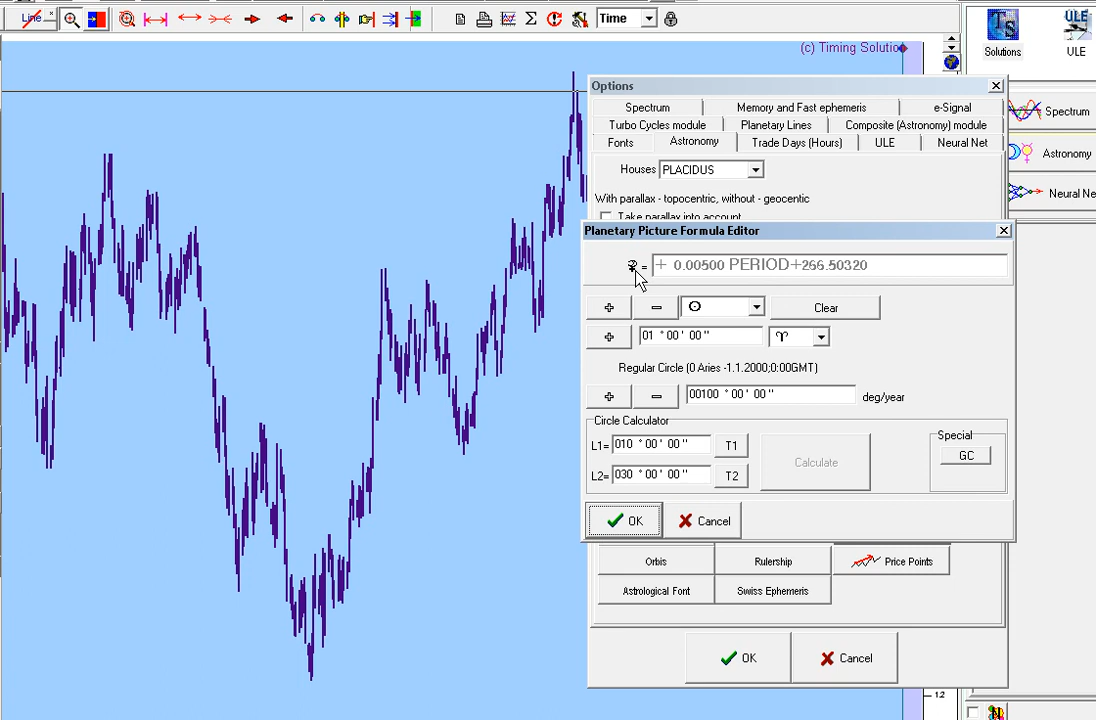 Line
Time
(c) Timing Solution
Solutions
ULE
Spectrum
Astronomy
Neural Ne
Options
Spectrum Memory and Fast ephemeris e-Signal
Turbo Cycles module Planetary Lines Composite (Astronomy) module
Fonts Astronomy Trade Days (Hours) ULE Neural Net
Houses PLACIDUS
With parallax - topocentric, without - geocentric
Take parallax into account
Planetary Picture Formula Editor
= + 0.00500 PERIOD+266.50320
+ - ☉ Clear
+ 01 °00' 00" ♈
Regular Circle (0 Aries -1.1.2000;0:00GMT)
+ - 00100 °00' 00" deg/year
Circle Calculator
L1= 010 °00' 00" T1
L2= 030 °00' 00" T2
Calculate
Special
GC
OK Cancel
Orbis Rulership Price Points
Astrological Font Swiss Ephemeris
OK Cancel
12